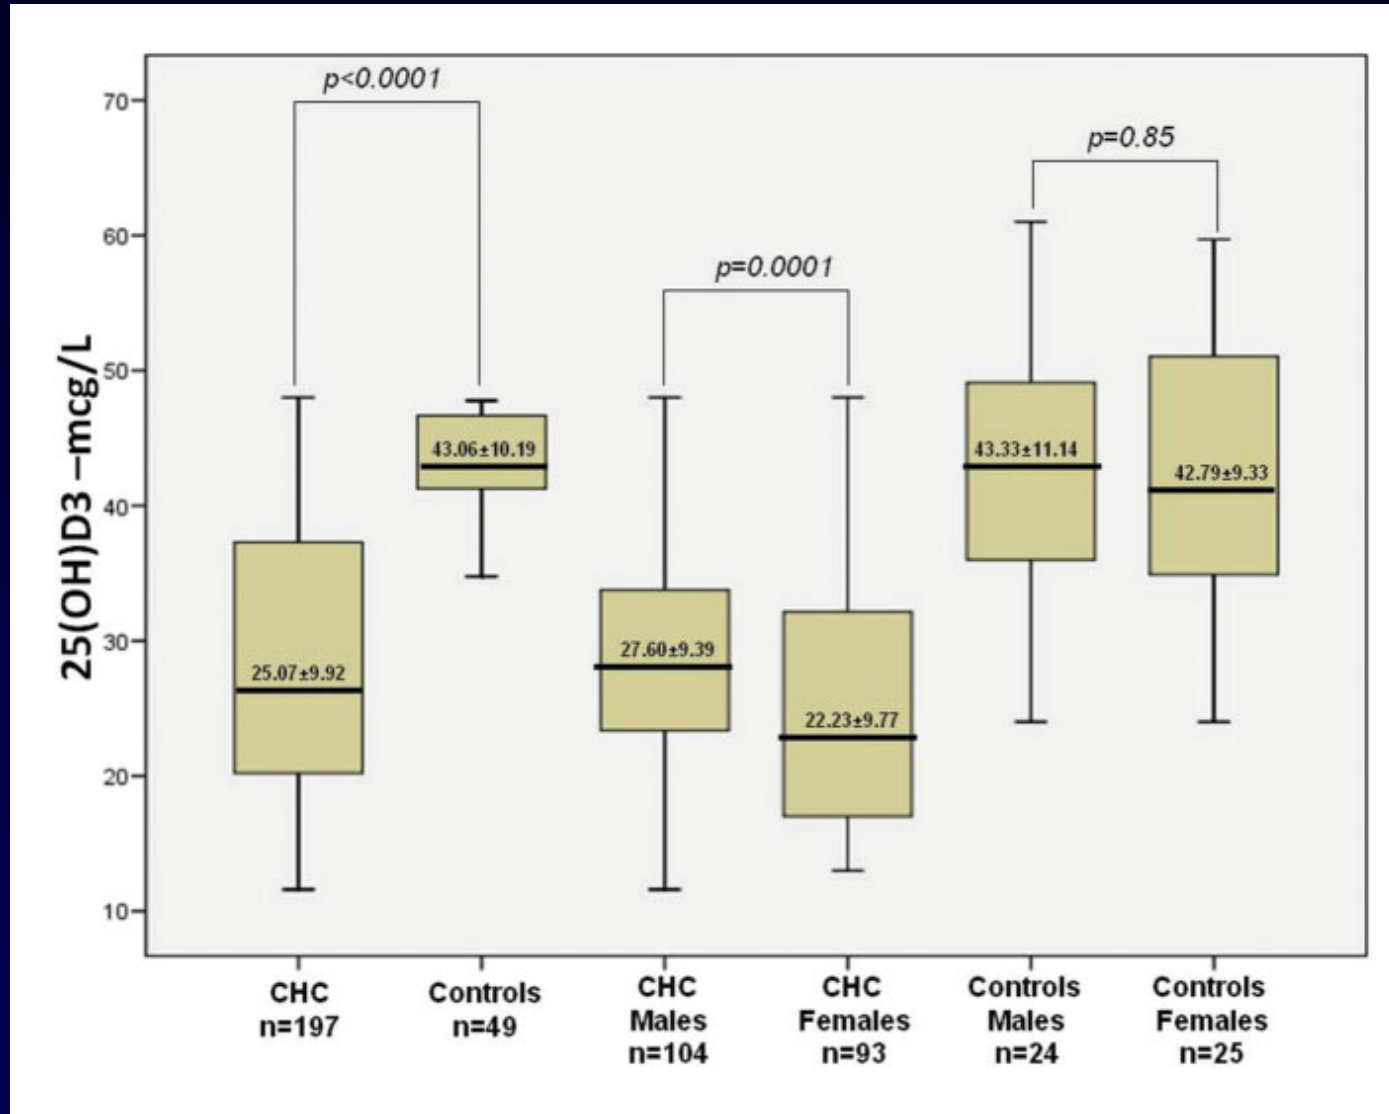 p<0.0001
p=0.85
p=0.0001
25(OH)D3 –mcg/L
70
60
50
40
30
20
10
25.07±9.92
43.06±10.19
27.60±9.39
22.23±9.77
43.33±11.14
42.79±9.33
CHC
n=197
Controls
n=49
CHC
Males
n=104
CHC
Females
n=93
Controls
Males
n=24
Controls
Females
n=25